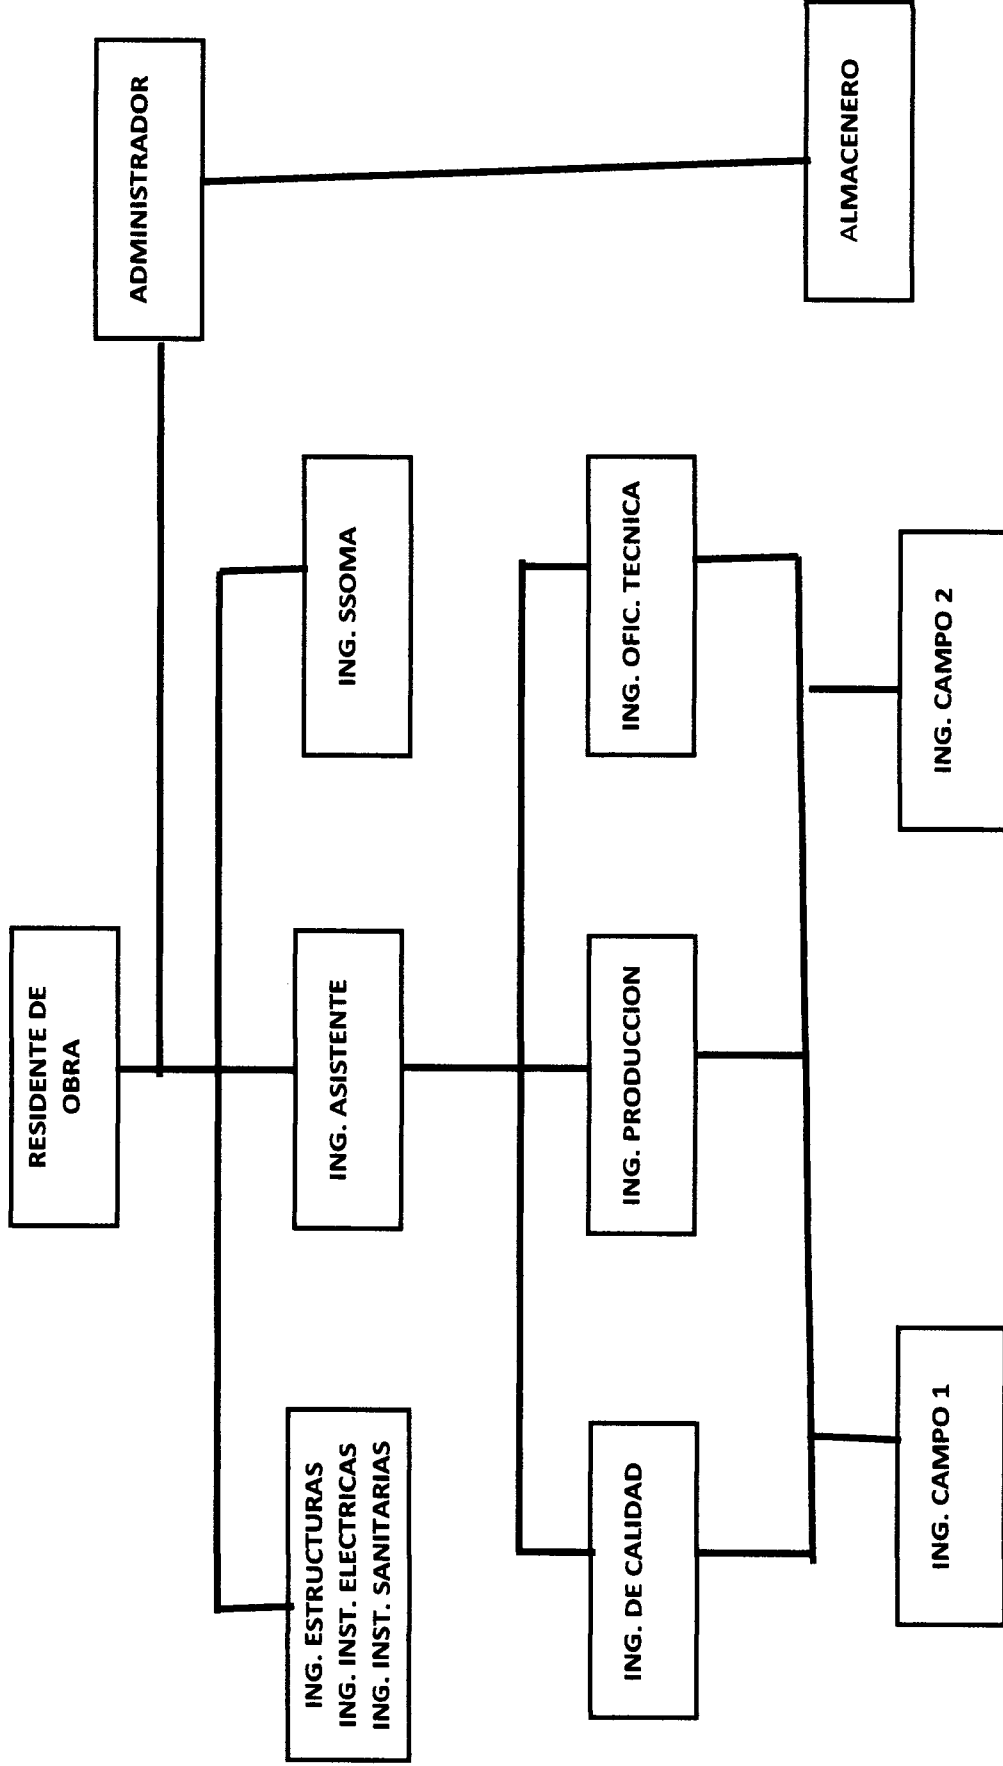 RESIDENTE DE
OBRA
ADMINISTRADOR
ING. ESTRUCTURAS
ING. INST. ELECTRICAS
ING. INST. SANITARIAS
ING. ASISTENTE
ING. SSOMA
ING. DE CALIDAD
ING. PRODUCCION
ING. OFIC. TECNICA
ALMACENERO
ING. CAMPO 1
ING. CAMPO 2